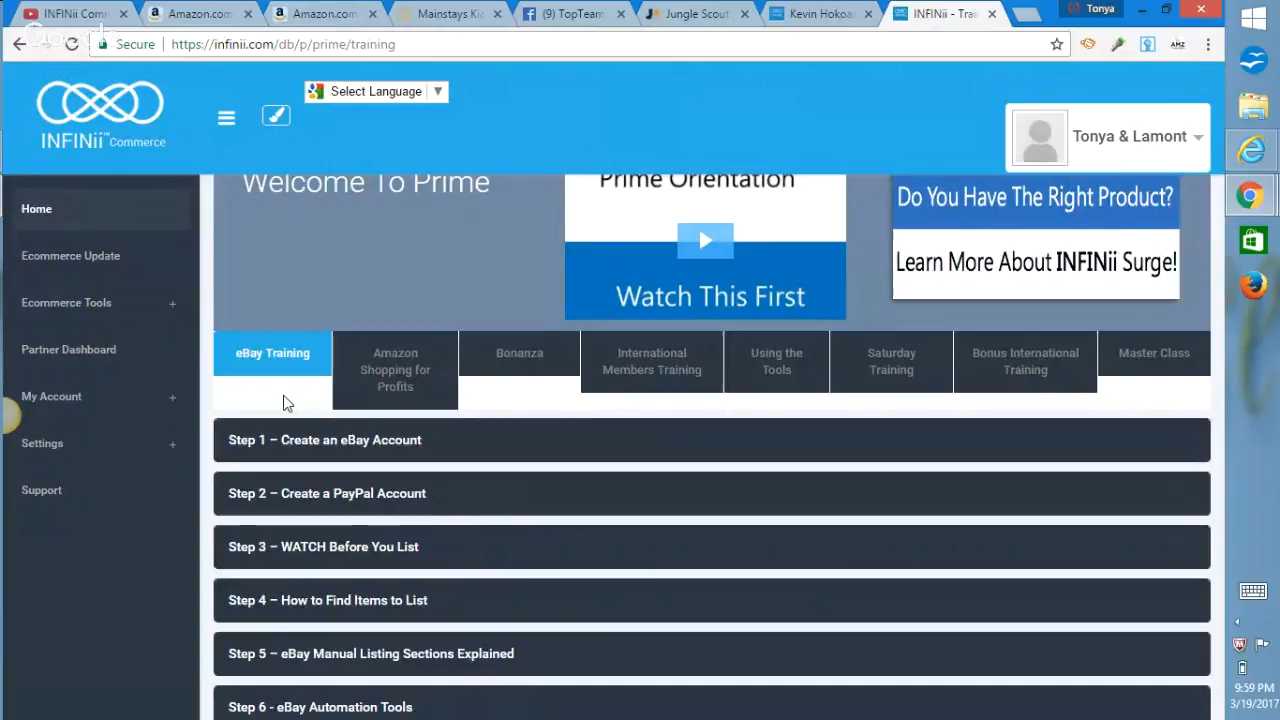 INFINii Comm
Amazon.com
Amazon.com
Mainstays Kid
(9) TopTeam
Jungle Scout
Kevin Hokoan
INFINii - Trai
Tonya
Secure
https://infinii.com/db/p/prime/training
AMZ
INFINii™ Commerce
Select Language
Tonya & Lamont
Welcome To Prime
Prime Orientation
Watch This First
Do You Have The Right Product?
Learn More About INFINii Surge!
Home
Ecommerce Update
Ecommerce Tools +
Partner Dashboard
My Account +
Settings +
Support
eBay Training
Amazon
Shopping for
Profits
Bonanza
International
Members Training
Using the
Tools
Saturday
Training
Bonus International
Training
Master Class
Step 1 – Create an eBay Account
Step 2 – Create a PayPal Account
Step 3 – WATCH Before You List
Step 4 – How to Find Items to List
Step 5 – eBay Manual Listing Sections Explained
Step 6 - eBay Automation Tools
9:59 PM
3/19/2017